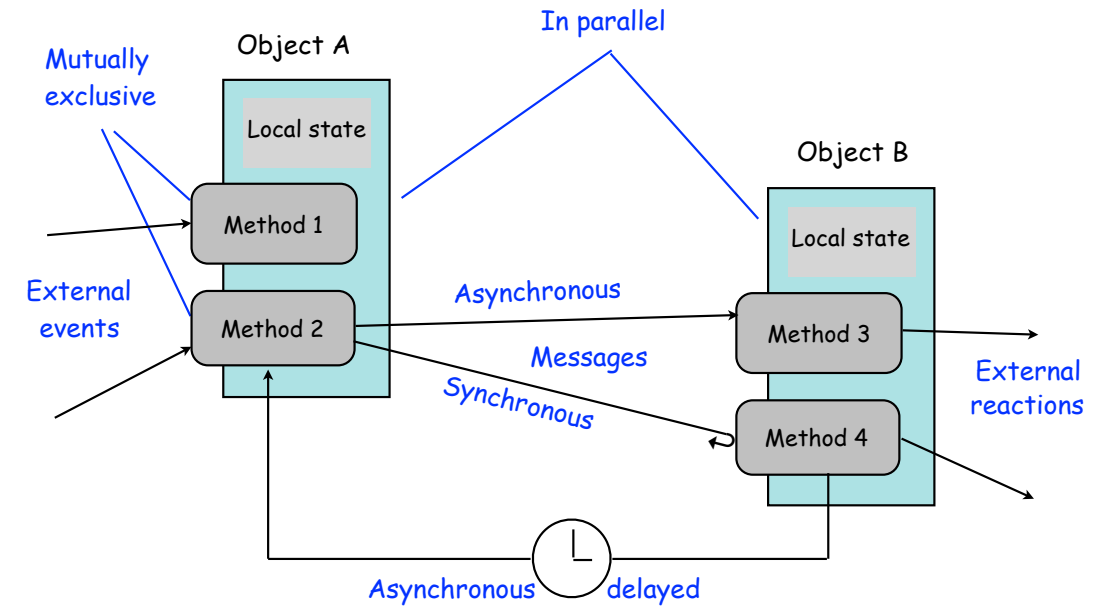 In parallel
Object A
Mutually
exclusive
Local state
Object B
Method 1
Local state
External
events
Asynchronous
Method 2
Method 3
Messages
External
reactions
Synchronous
Method 4
Asynchronous
delayed